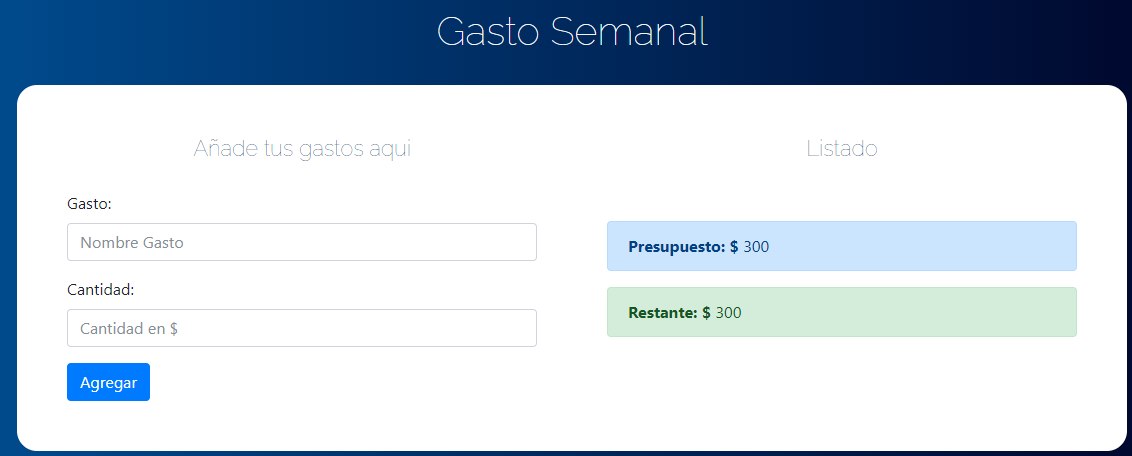 Gasto Semanal
Añade tus gastos aqui
Gasto:
Nombre Gasto
Cantidad:
Cantidad en $
Agregar
Listado
Presupuesto: $ 300
Restante: $ 300